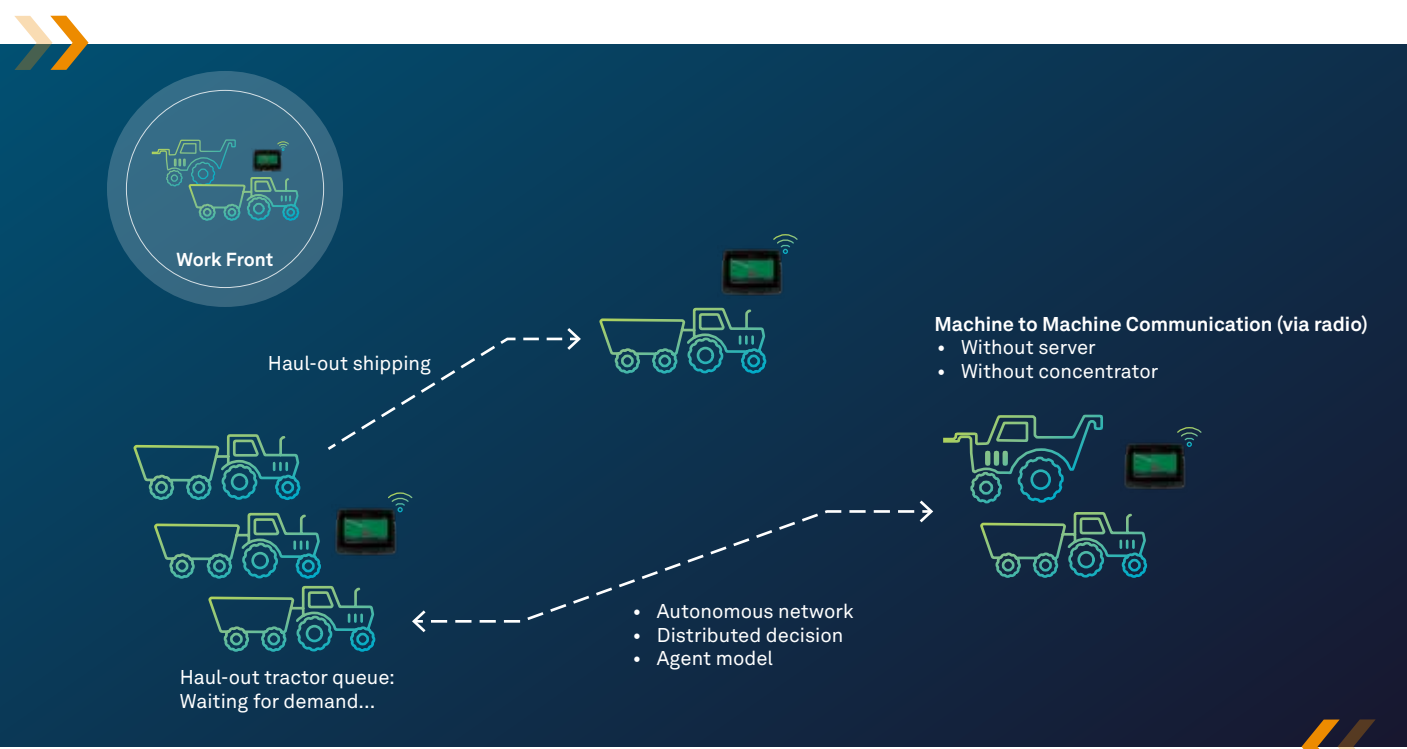 Work Front
Haul-out shipping
Machine to Machine Communication (via radio)
• Without server
• Without concentrator
• Autonomous network
• Distributed decision
• Agent model
Haul-out tractor queue:
Waiting for demand...